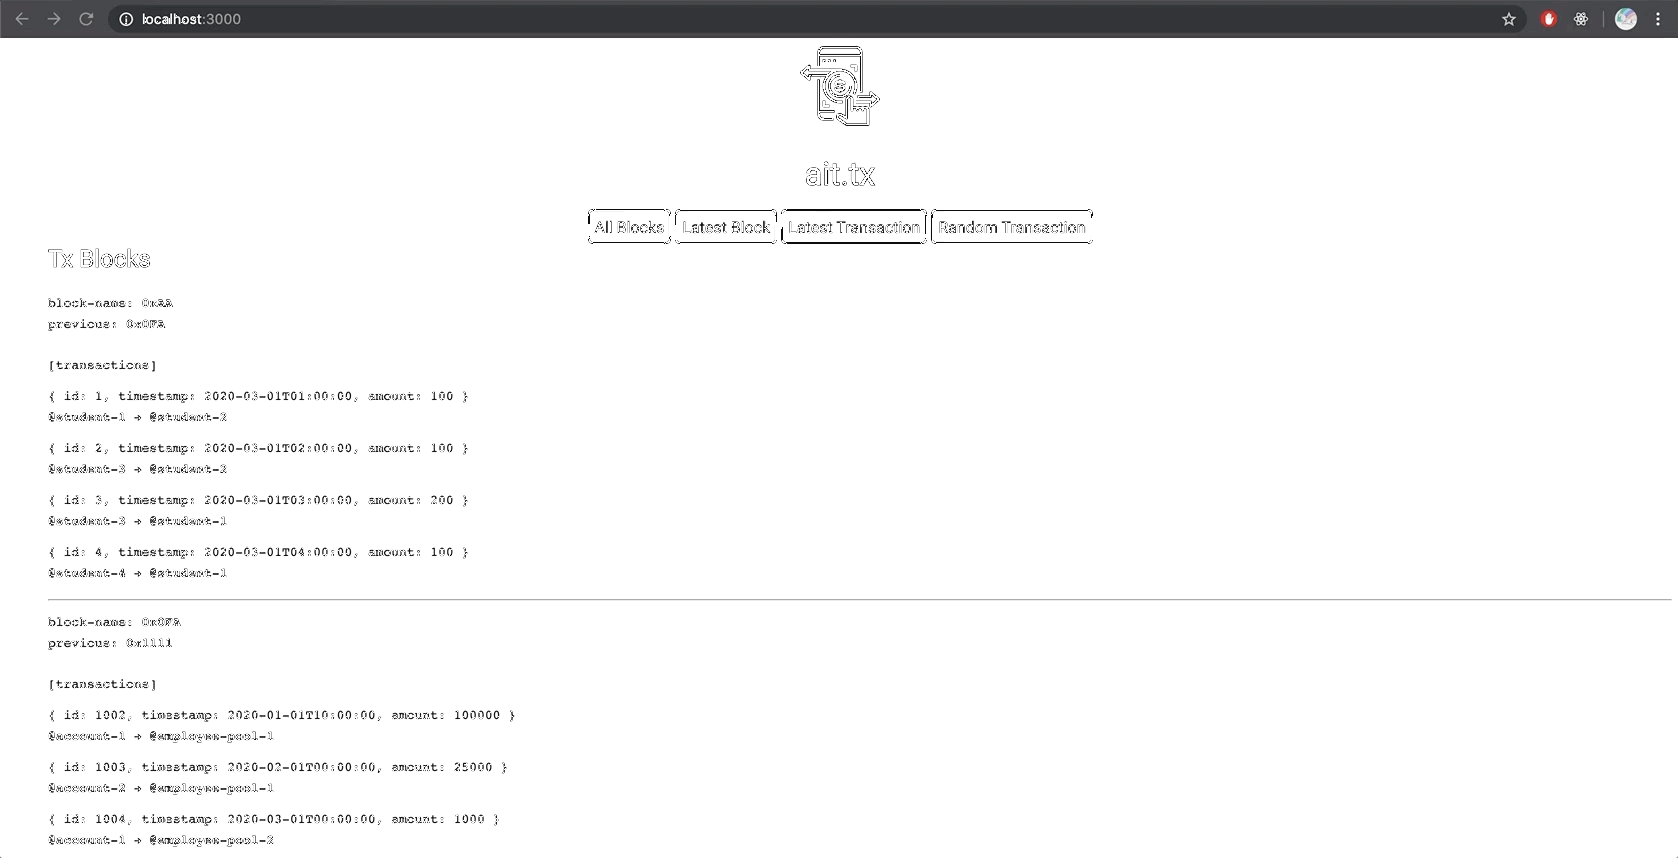 localhost:3000
ait.tx
All Blocks Latest Block Latest Transaction Random Transaction
Tx Blocks
block-name: 0xAA
previous: 0x0FA
[transactions]
{ id: 1, timestamp: 2020-03-01T01:00:00, amount: 100 }
@student-1 → @student-2
{ id: 2, timestamp: 2020-03-01T02:00:00, amount: 100 }
@student-3 → @student-2
{ id: 3, timestamp: 2020-03-01T03:00:00, amount: 200 }
@student-3 → @student-1
{ id: 4, timestamp: 2020-03-01T04:00:00, amount: 100 }
@student-4 → @student-1
block-name: 0x0FA
previous: 0x1111
[transactions]
{ id: 1002, timestamp: 2020-01-01T10:00:00, amount: 100000 }
@account-1 → @employee-pool-1
{ id: 1003, timestamp: 2020-02-01T00:00:00, amount: 25000 }
@account-2 → @employee-pool-1
{ id: 1004, timestamp: 2020-03-01T00:00:00, amount: 1000 }
@account-1 → @employee-pool-2